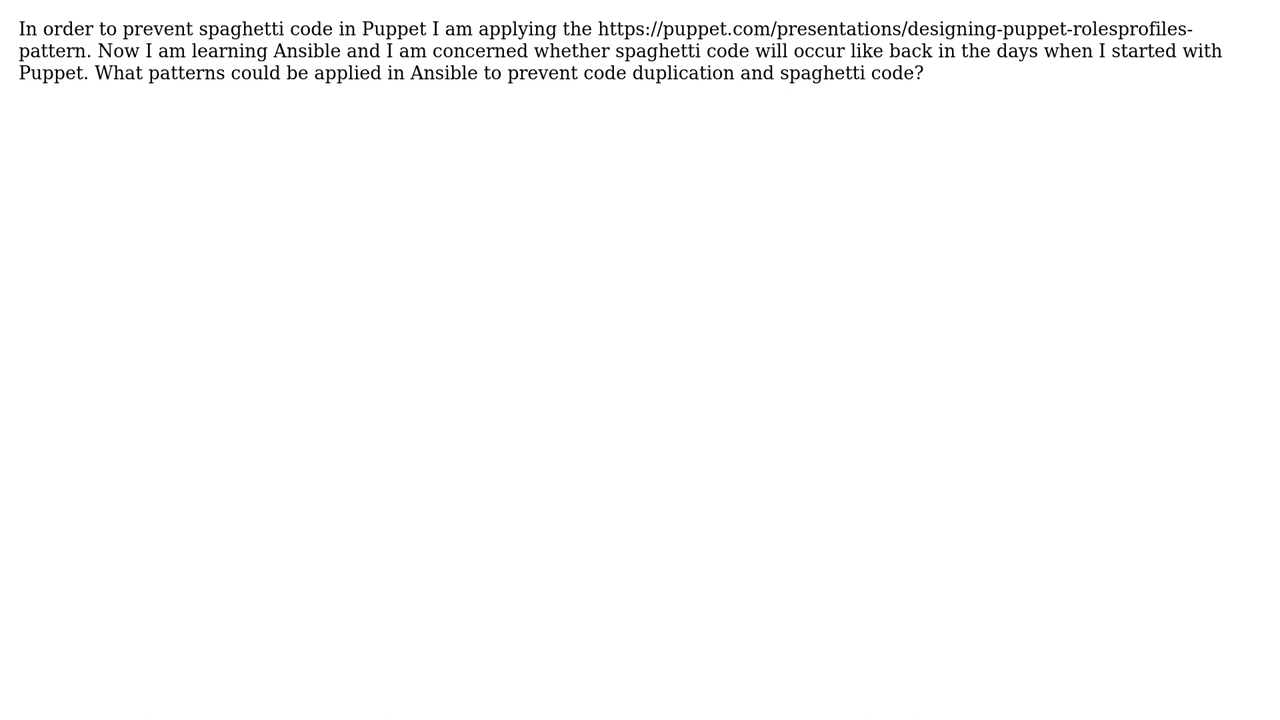 In order to prevent spaghetti code in Puppet I am applying the https://puppet.com/presentations/designing-puppet-rolesprofiles-
pattern. Now I am learning Ansible and I am concerned whether spaghetti code will occur like back in the days when I started with
Puppet. What patterns could be applied in Ansible to prevent code duplication and spaghetti code?